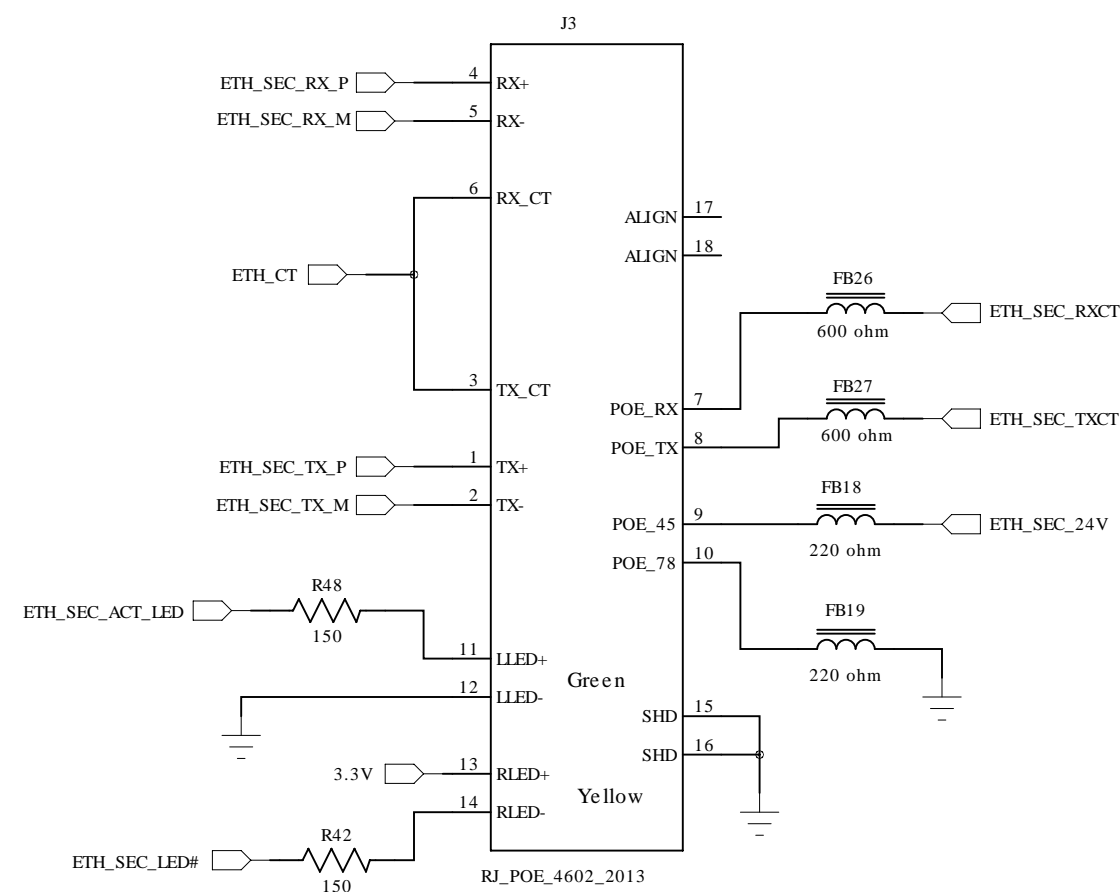 J3
ETH_SEC_RX_P
4
RX+
ETH_SEC_RX_M
5
RX-
6
RX_CT
ETH_CT
3
TX_CT
ETH_SEC_TX_P
1
TX+
ETH_SEC_TX_M
2
TX-
ETH_SEC_ACT_LED
R48
150
11
LLED+
12
LLED-
3.3V
13
RLED+
14
RLED-
ETH_SEC_LED#
R42
150
Green
Yellow
ALIGN
17
ALIGN
18
FB26
600 ohm
ETH_SEC_RXCT
POE_RX
7
FB27
600 ohm
ETH_SEC_TXCT
POE_TX
8
FB18
220 ohm
ETH_SEC_24V
POE_45
9
POE_78
10
FB19
220 ohm
SHD
15
SHD
16
RJ_POE_4602_2013